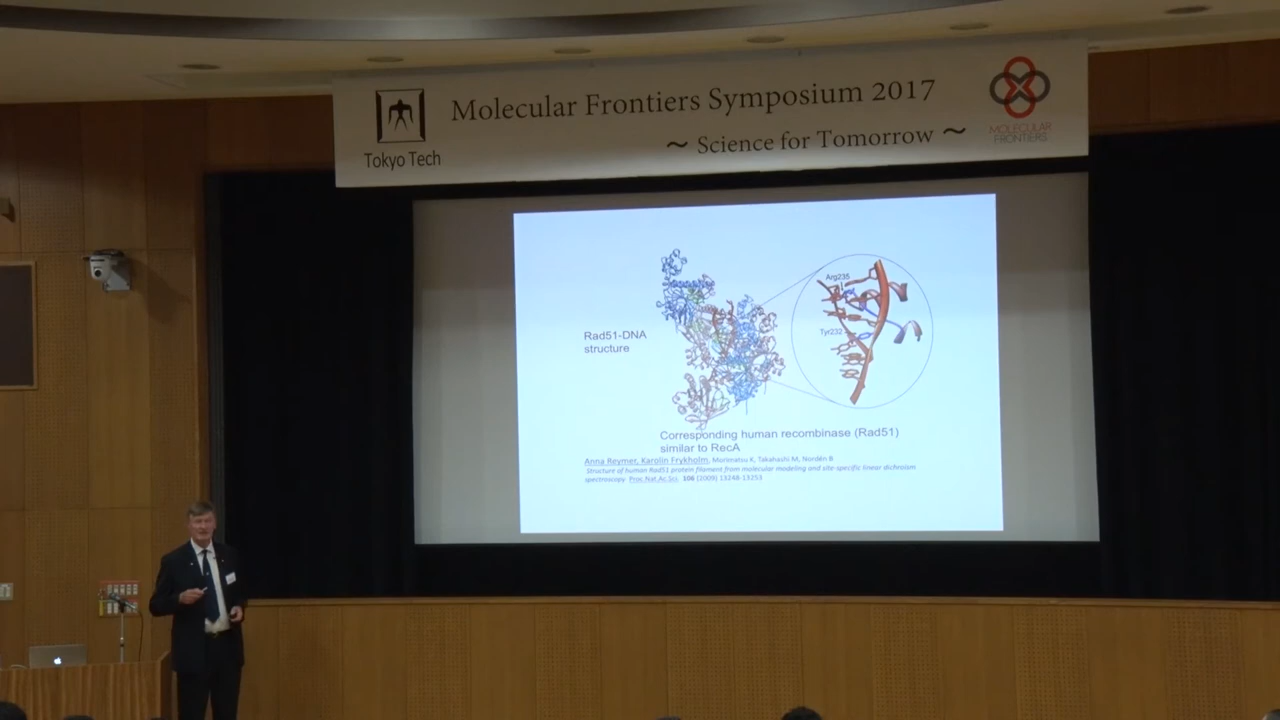 Molecular Frontiers Symposium 2017
~ Science for Tomorrow ~
Tokyo Tech
MOLECULAR
FRONTIERS
Arg235
Tyr232
Rad51-DNA
structure
Corresponding human recombinase (Rad51)
similar to RecA
Anna Reymer, Karolin Frykholm, Morimatsu K, Takahashi M, Nordén B
Structure of human Rad51 protein filament from molecular modeling and site-specific linear dichroism
spectroscopy. Proc.Nat.Ac.Sci. 106 (2009) 13248-13253